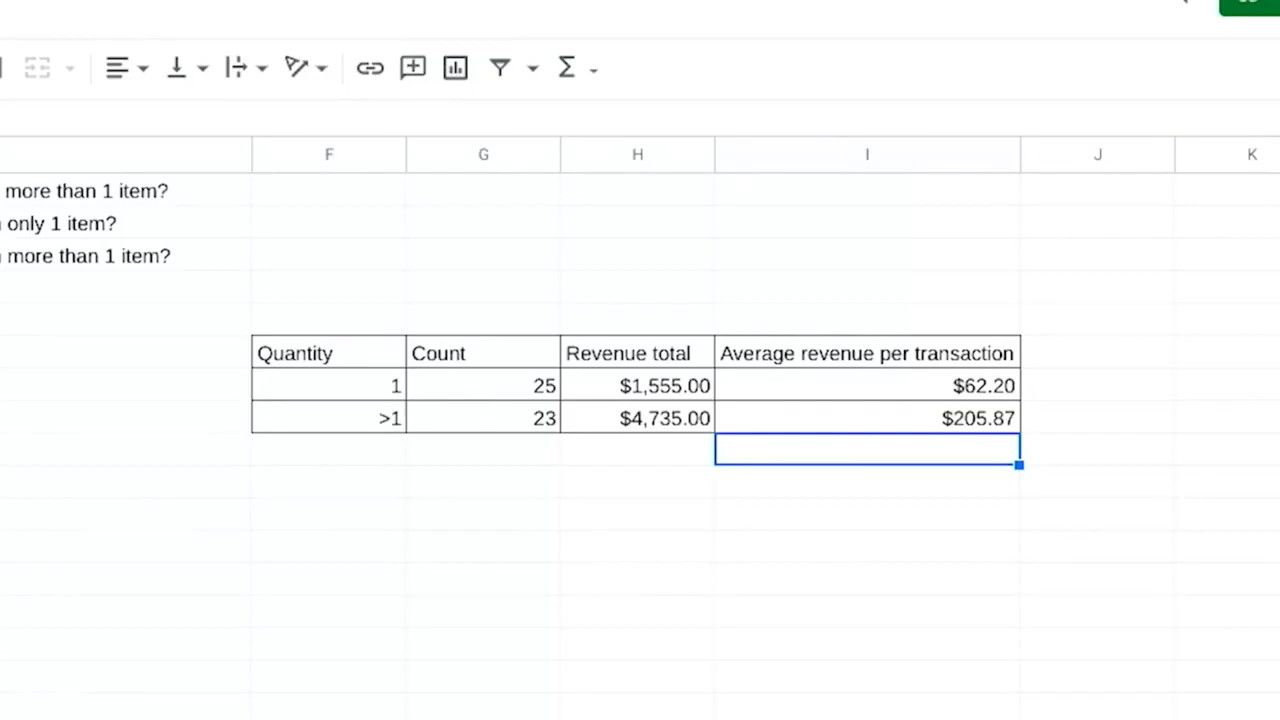 F G H I J K
more than 1 item?
only 1 item?
more than 1 item?
Quantity Count Revenue total Average revenue per transaction
1 25 $1,555.00 $62.20
>1 23 $4,735.00 $205.87